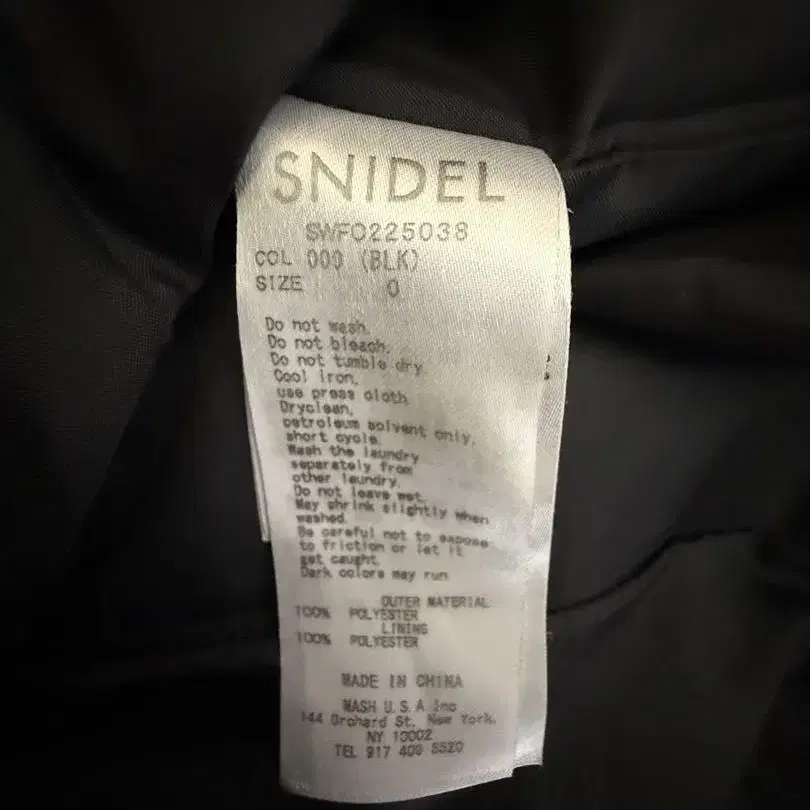 SNIDEL
SWFO225038
COL 000 (BLK)
SIZE 0
Do not wash.
Do not bleach.
Do not tumble dry
Cool iron,
use press cloth
Dryclean,
petroleum solvent only,
short cycle.
Wash the laundry
separately from
other laundry.
Do not leave wet.
May shrink slightly when
washed.
Be careful not to expose
to friction or let it
get caught.
Dark colors may run
OUTER MATERIAL
100% POLYESTER
LINING
100% POLYESTER
MADE IN CHINA
MASH U.S.A Inc
144 Orchard St. New York,
NY 10002
TEL 917 409 5520